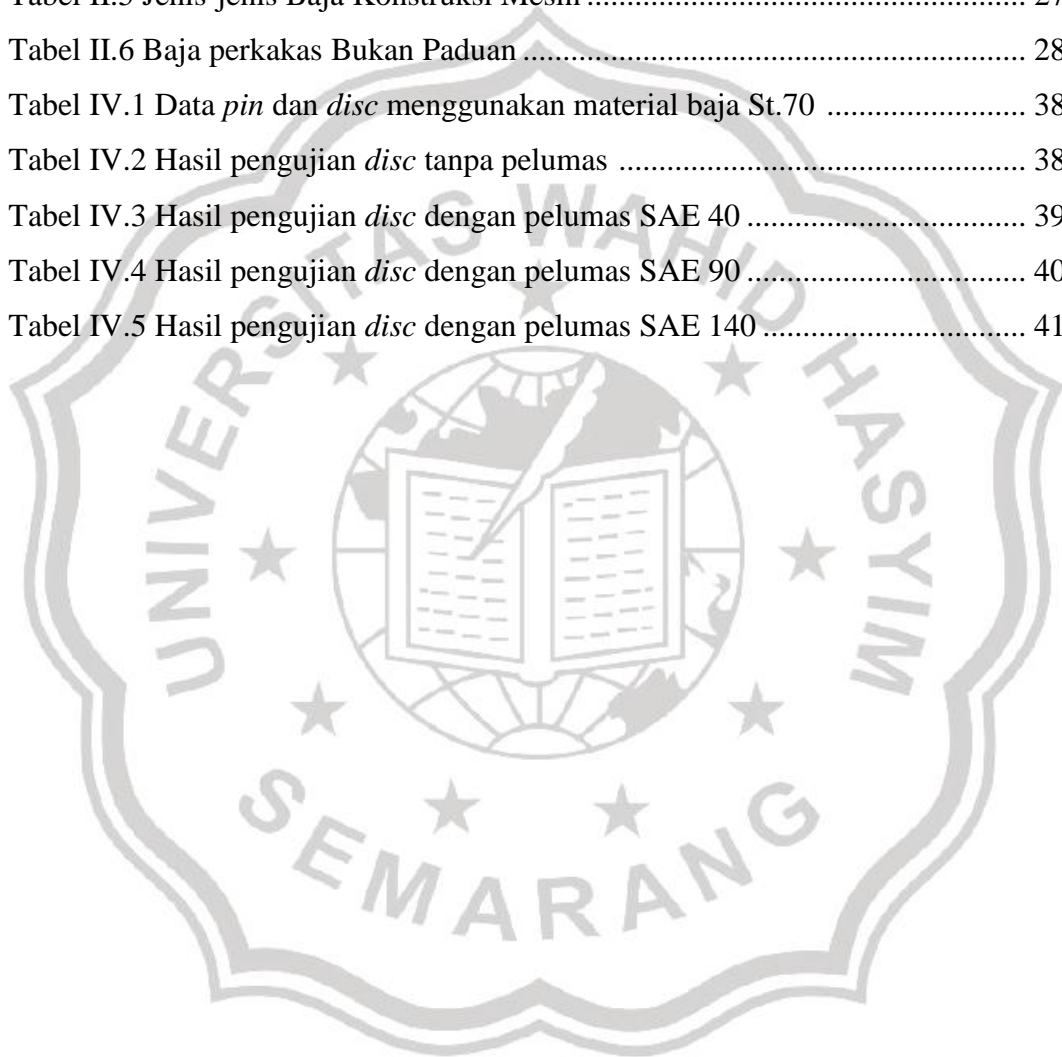 Tabel II.5 Jenis-jenis Baja Konstruksi Mesin ........................................................ 27
Tabel II.6 Baja perkakas Bukan Paduan ............................................................... 28
Tabel IV.1 Data pin dan disc menggunakan material baja St.70 ......................... 38
Tabel IV.2 Hasil pengujian disc tanpa pelumas ................................................... 38
Tabel IV.3 Hasil pengujian disc dengan pelumas SAE 40 ................................... 39
Tabel IV.4 Hasil pengujian disc dengan pelumas SAE 90 ................................... 40
Tabel IV.5 Hasil pengujian disc dengan pelumas SAE 140 ................................. 41
UNIVERSITAS WAHID HASYIM
SEMARANG